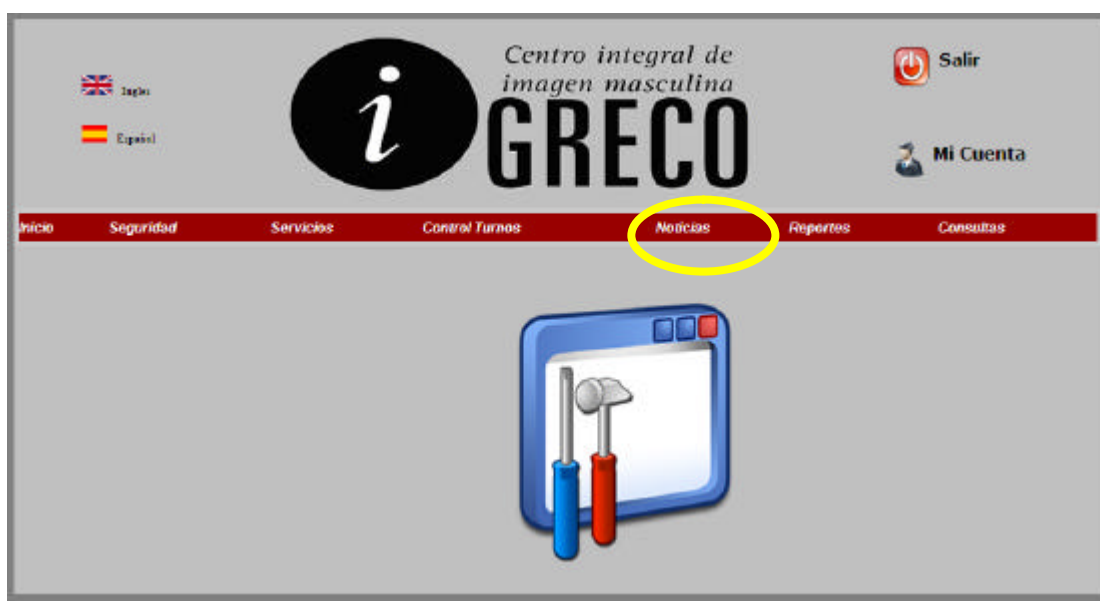 Centro integral de
imagen masculina
i GRECO
Ingles
Español
Salir
Mi Cuenta
Inicio Seguridad Servicios Control Turnos Noticias Reportes Consultas